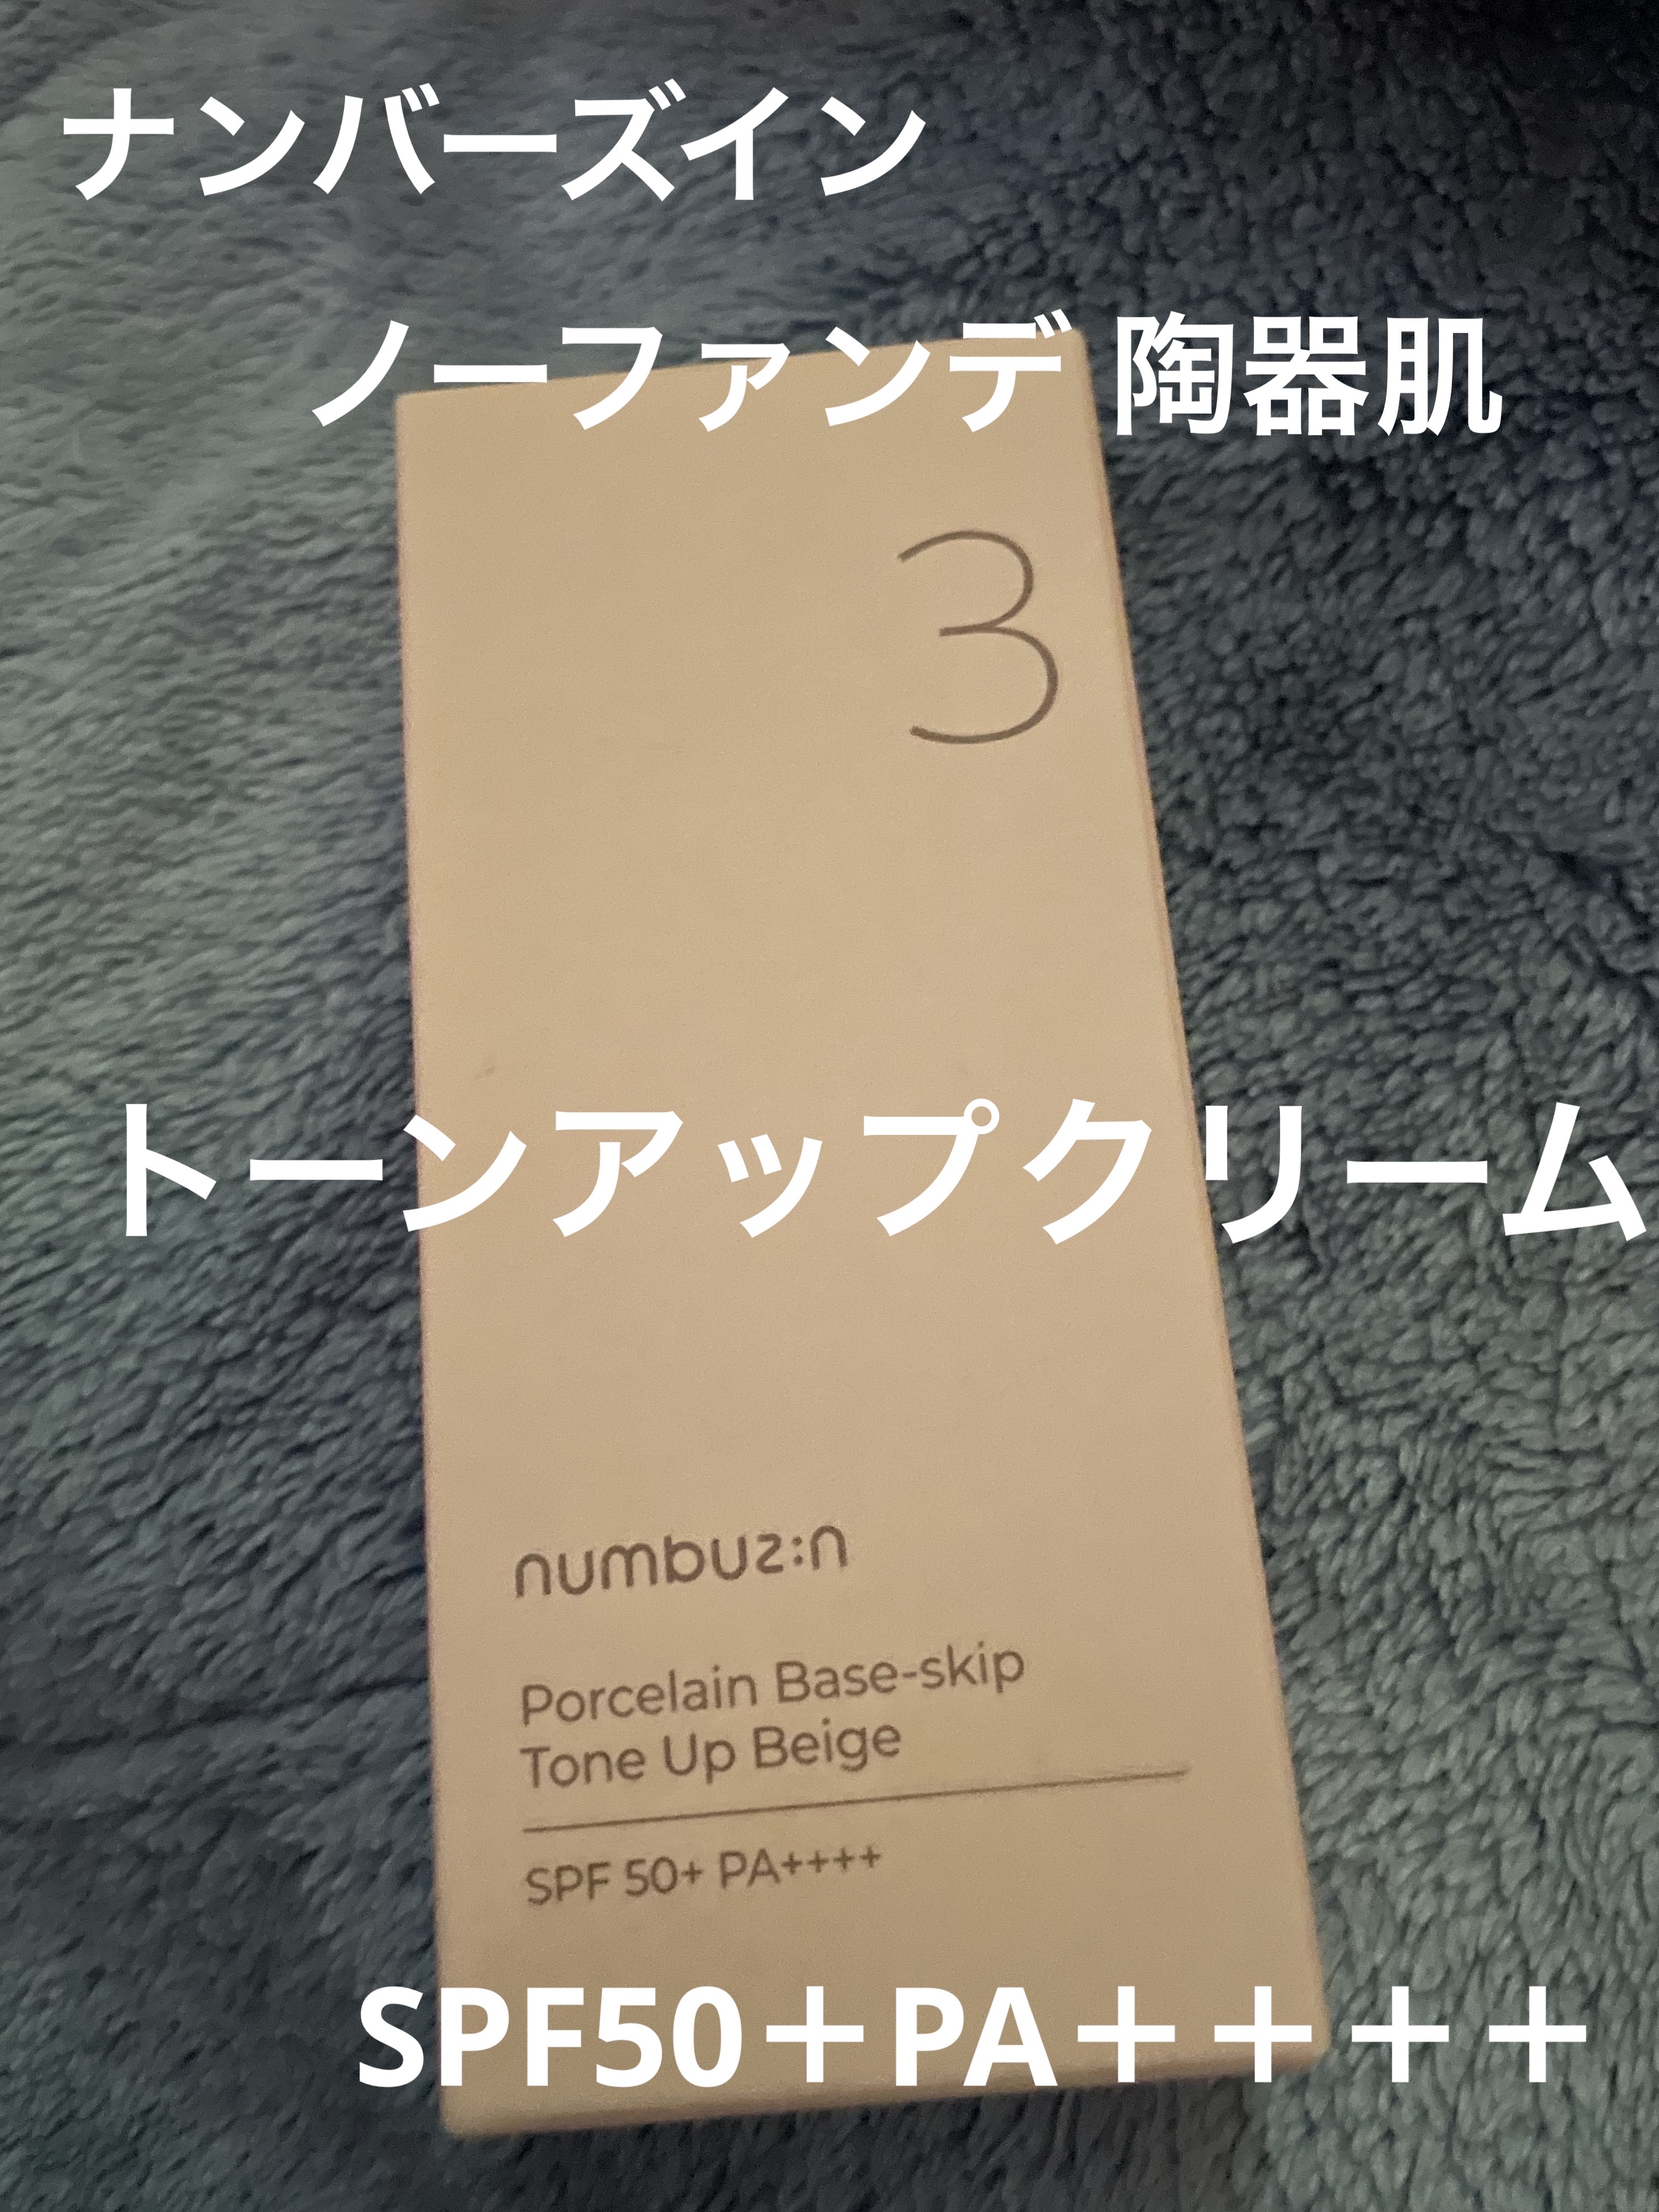 ナンバーズイン
ノーファンデ 陶器肌
3
トーンアップクリーム
numbuz:n
Porcelain Base-skip
Tone Up Beige
SPF 50+ PA++++
SPF50＋PA＋＋＋＋